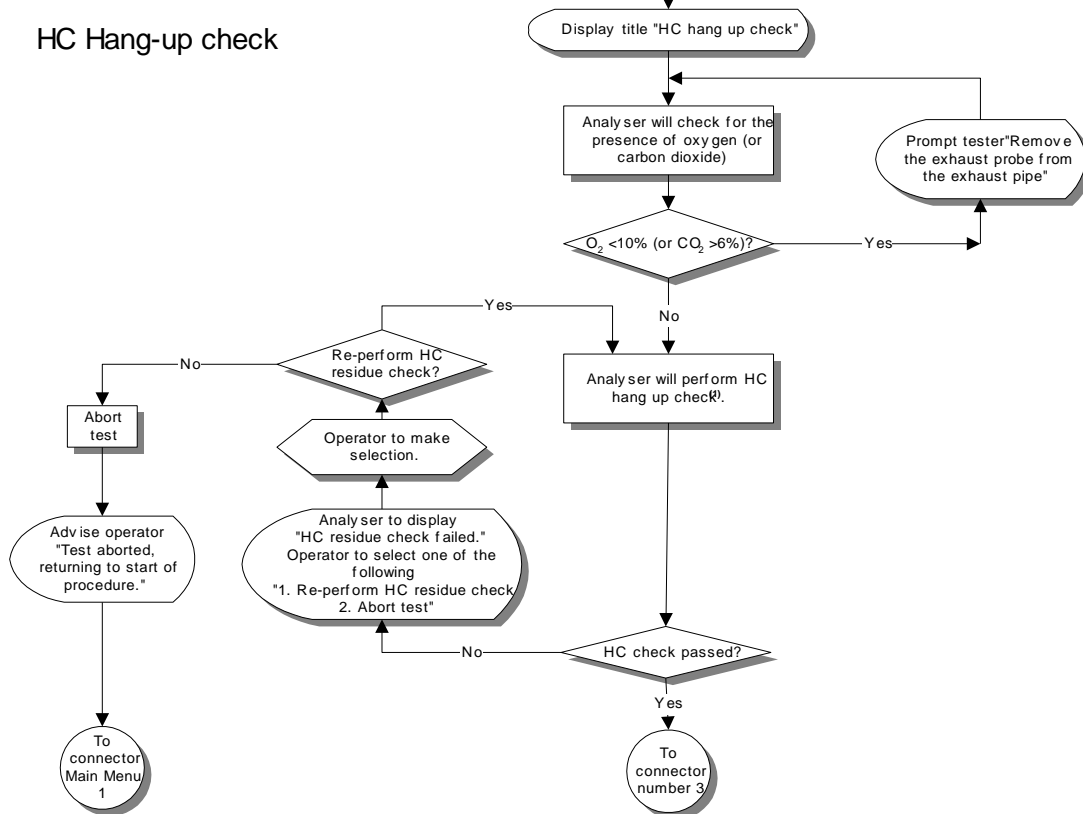 HC Hang-up check
Display title "HC hang up check"
Analyser will check for the
presence of oxygen (or
carbon dioxide)
Prompt tester"Remove
the exhaust probe from
the exhaust pipe"
O2 <10% (or CO2 >6%)?
Yes
No
Analyser will perform HC
hang up check(1).
HC check passed?
Yes
To
connector
number 3
No
Analyser to display
"HC residue check failed."
Operator to select one of the
following
"1. Re-perform HC residue check
2. Abort test"
Operator to make
selection.
Re-perform HC
residue check?
Yes
No
Abort
test
Advise operator
"Test aborted,
returning to start of
procedure."
To
connector
Main Menu
1